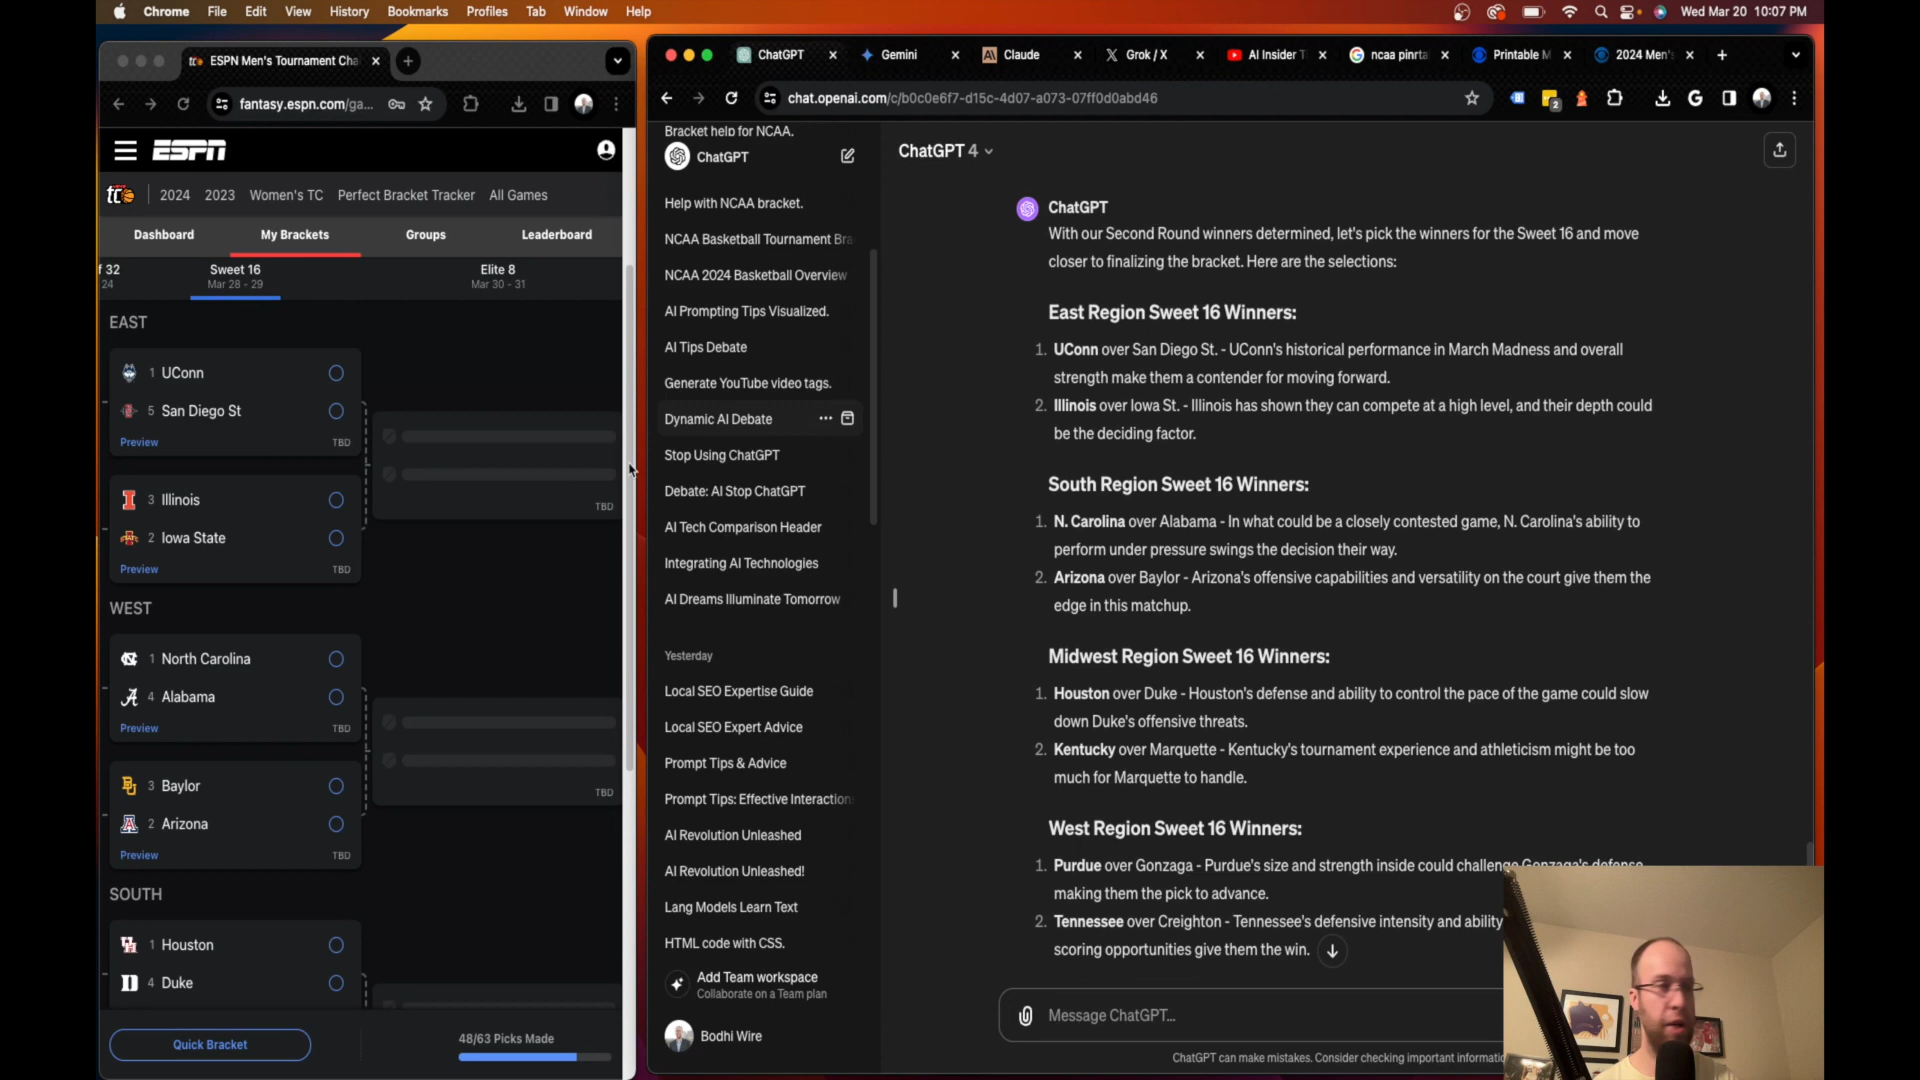 Chrome File Edit View History Bookmarks Profiles Tab Window Help
Wed Mar 20 10:07 PM
ESPN Men's Tournament Cha
fantasy.espn.com/ga...
ESPN
tc 2024 2023 Women's TC Perfect Bracket Tracker All Games
Dashboard My Brackets Groups Leaderboard
f 32 Sweet 16 Elite 8
24 Mar 28 - 29 Mar 30 - 31
EAST
1 UConn
5 San Diego St
Preview TBD
TBD
3 Illinois
2 Iowa State
Preview TBD
WEST
1 North Carolina
4 Alabama
Preview TBD
TBD
3 Baylor
2 Arizona
Preview TBD
SOUTH
1 Houston
4 Duke
Quick Bracket
48/63 Picks Made
ChatGPT Gemini Claude Grok / X AI Insider T ncaa pinrta Printable M 2024 Men's
chat.openai.com/c/b0c0e6f7-d15c-4d07-a073-07ff0d0abd46
2
Bracket help for NCAA.
ChatGPT
Help with NCAA bracket.
NCAA Basketball Tournament Bra
NCAA 2024 Basketball Overview
AI Prompting Tips Visualized.
AI Tips Debate
Generate YouTube video tags.
Dynamic AI Debate
Stop Using ChatGPT
Debate: AI Stop ChatGPT
AI Tech Comparison Header
Integrating AI Technologies
AI Dreams Illuminate Tomorrow
Yesterday
Local SEO Expertise Guide
Local SEO Expert Advice
Prompt Tips & Advice
Prompt Tips: Effective Interaction
AI Revolution Unleashed
AI Revolution Unleashed!
Lang Models Learn Text
HTML code with CSS.
Add Team workspace
Collaborate on a Team plan
Bodhi Wire
ChatGPT 4
ChatGPT
With our Second Round winners determined, let's pick the winners for the Sweet 16 and move
closer to finalizing the bracket. Here are the selections:
East Region Sweet 16 Winners:
1. UConn over San Diego St. - UConn's historical performance in March Madness and overall
strength make them a contender for moving forward.
2. Illinois over Iowa St. - Illinois has shown they can compete at a high level, and their depth could
be the deciding factor.
South Region Sweet 16 Winners:
1. N. Carolina over Alabama - In what could be a closely contested game, N. Carolina's ability to
perform under pressure swings the decision their way.
2. Arizona over Baylor - Arizona's offensive capabilities and versatility on the court give them the
edge in this matchup.
Midwest Region Sweet 16 Winners:
1. Houston over Duke - Houston's defense and ability to control the pace of the game could slow
down Duke's offensive threats.
2. Kentucky over Marquette - Kentucky's tournament experience and athleticism might be too
much for Marquette to handle.
West Region Sweet 16 Winners:
1. Purdue over Gonzaga - Purdue's size and strength inside could challenge Gonzaga's defense,
making them the pick to advance.
2. Tennessee over Creighton - Tennessee's defensive intensity and ability
scoring opportunities give them the win.
Message ChatGPT...
ChatGPT can make mistakes. Consider checking important informatio